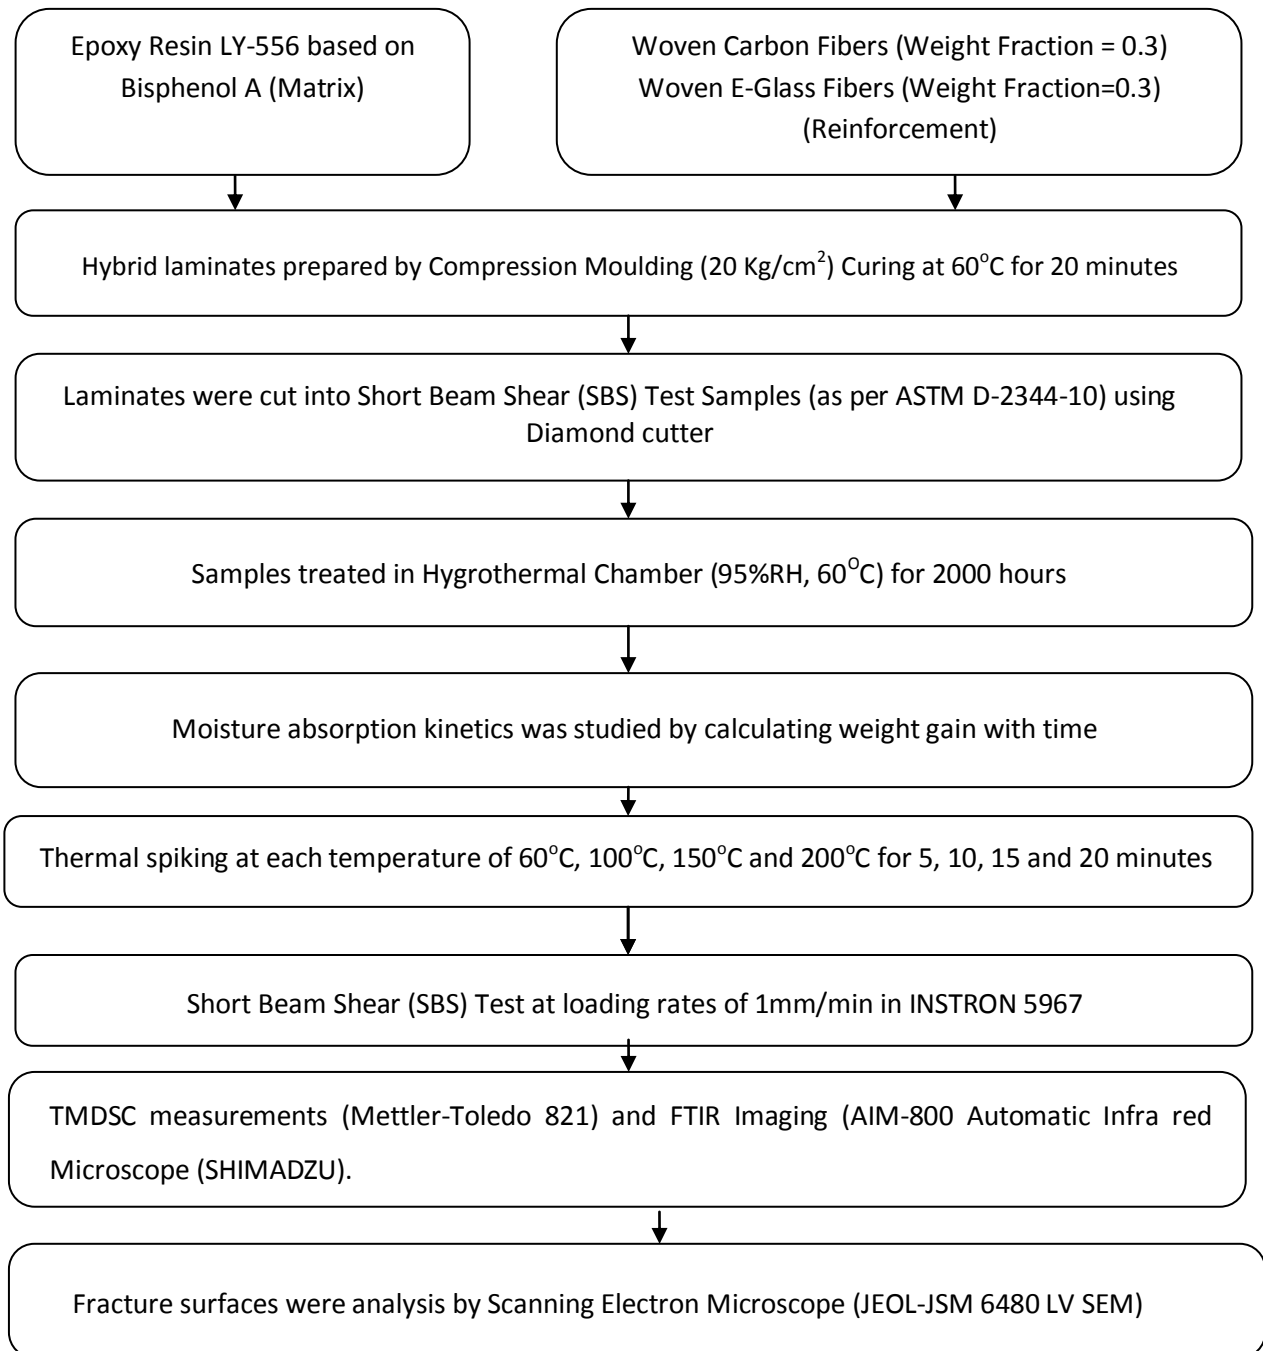 Epoxy Resin LY-556 based on
Bisphenol A (Matrix)
Woven Carbon Fibers (Weight Fraction = 0.3)
Woven E-Glass Fibers (Weight Fraction=0.3)
(Reinforcement)
Hybrid laminates prepared by Compression Moulding (20 Kg/cm²) Curing at 60°C for 20 minutes
Laminates were cut into Short Beam Shear (SBS) Test Samples (as per ASTM D-2344-10) using
Diamond cutter
Samples treated in Hygrothermal Chamber (95%RH, 60°C) for 2000 hours
Moisture absorption kinetics was studied by calculating weight gain with time
Thermal spiking at each temperature of 60°C, 100°C, 150°C and 200°C for 5, 10, 15 and 20 minutes
Short Beam Shear (SBS) Test at loading rates of 1mm/min in INSTRON 5967
TMDSC measurements (Mettler-Toledo 821) and FTIR Imaging (AIM-800 Automatic Infra red
Microscope (SHIMADZU).
Fracture surfaces were analysis by Scanning Electron Microscope (JEOL-JSM 6480 LV SEM)